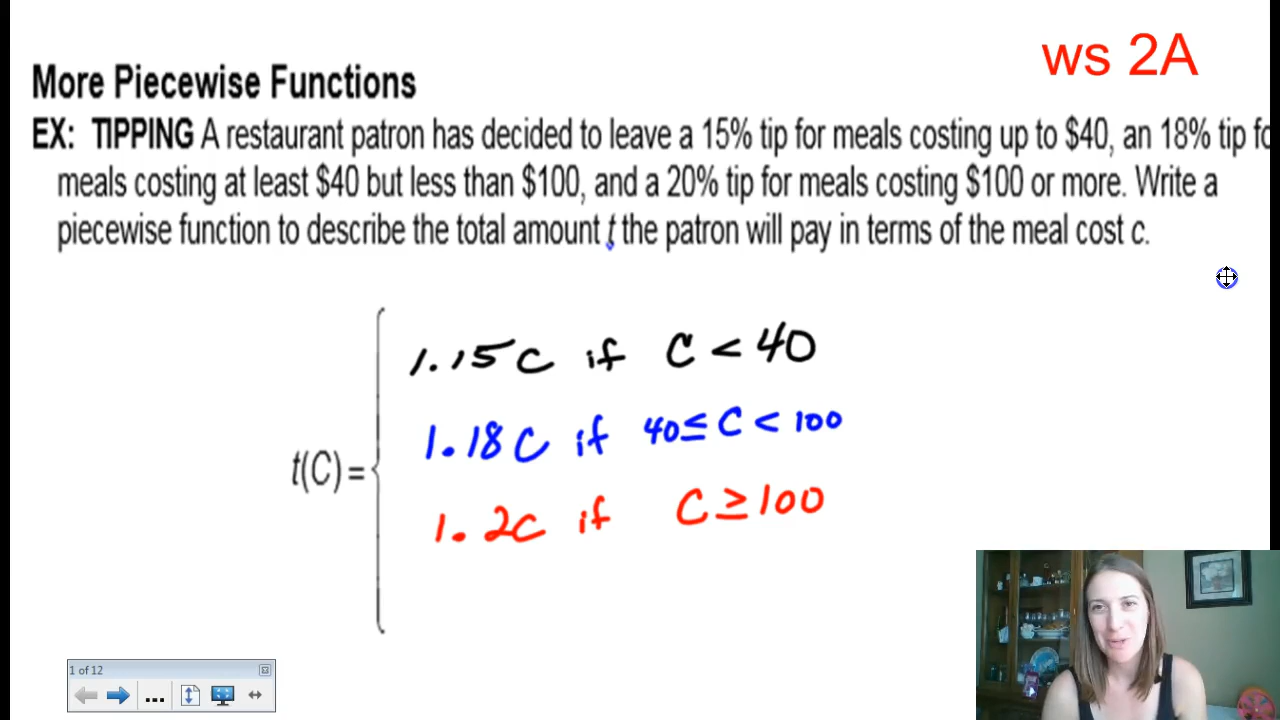 ws 2A
More Piecewise Functions
EX: TIPPING A restaurant patron has decided to leave a 15% tip for meals costing up to $40, an 18% tip fo
meals costing at least $40 but less than $100, and a 20% tip for meals costing $100 or more. Write a
piecewise function to describe the total amount t the patron will pay in terms of the meal cost c.
1.15C if C < 40
1.18C if 40 ≤ C < 100
t(C) =
1.2C if C ≥ 100
1 of 12
...